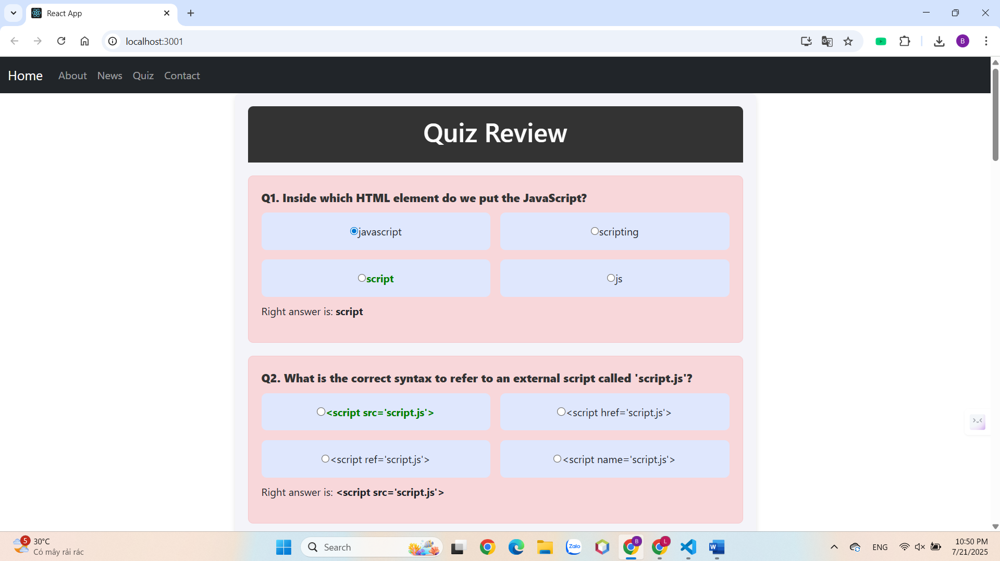 React App
localhost:3001
B
Home About News Quiz Contact
Quiz Review
Q1. Inside which HTML element do we put the JavaScript?
javascript scripting
script js
Right answer is: script
Q2. What is the correct syntax to refer to an external script called 'script.js'?
<script src='script.js'> <script href='script.js'>
<script ref='script.js'> <script name='script.js'>
Right answer is: <script src='script.js'>
5 30°C
Có mây rải rác
Search
Zalo
B
L
W
ENG
10:50 PM
7/21/2025